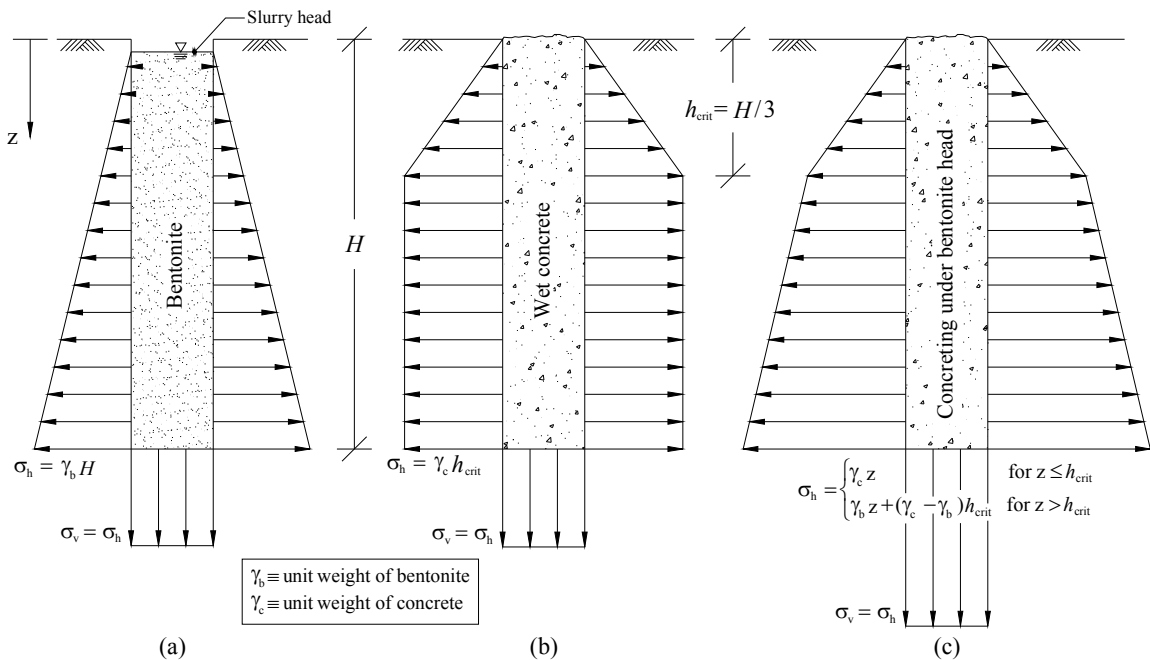 Slurry head
z
Bentonite
σh = γb H
σv = σh
(a)
H
Wet concrete
σh = γc hcrit
σv = σh
(b)
hcrit = H/3
Concreting under bentonite head
σh = { γc z for z ≤ hcrit
γb z + (γc − γb) hcrit for z > hcrit
σv = σh
(c)
γb ≡ unit weight of bentonite
γc ≡ unit weight of concrete